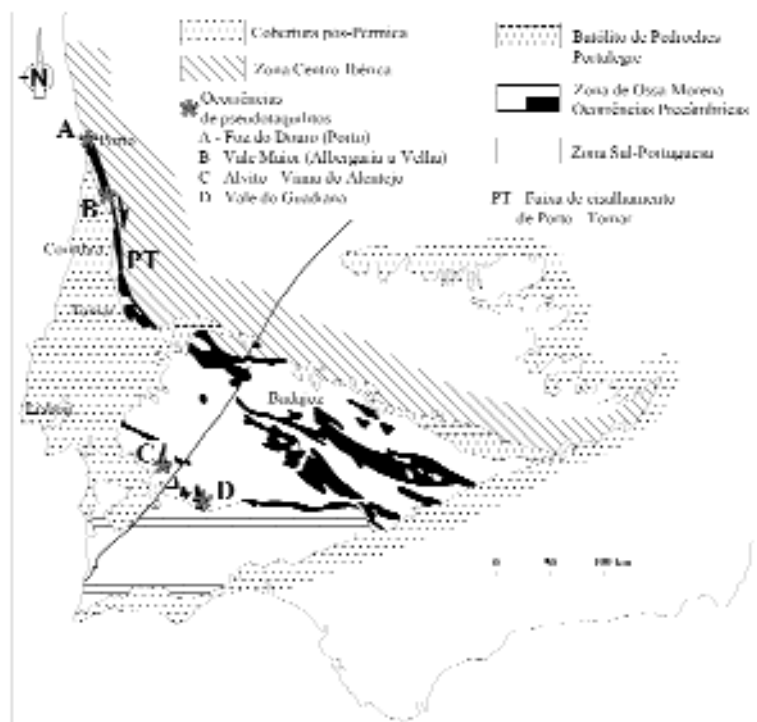 Cobertura pós-Pérmica
Zona Centro Ibérica
Ocorrências
de pseudotaquilitos
A - Foz do Douro (Porto)
B Vale Maior (Albergaria a Velha)
C Alvito Viana do Alentejo
D Vale do Guadiana
Batólito de Pedroches
Portalegre
Zona de Ossa Morena
Ocorrências Precâmbricas
Zona Sul-Portuguesa
PT Faixa de cisalhamento
de Porto Tomar
N
A Porto
B
Coimbra
PT
Tomar
Lisboa
Badajoz
C
D
0 50 100 km